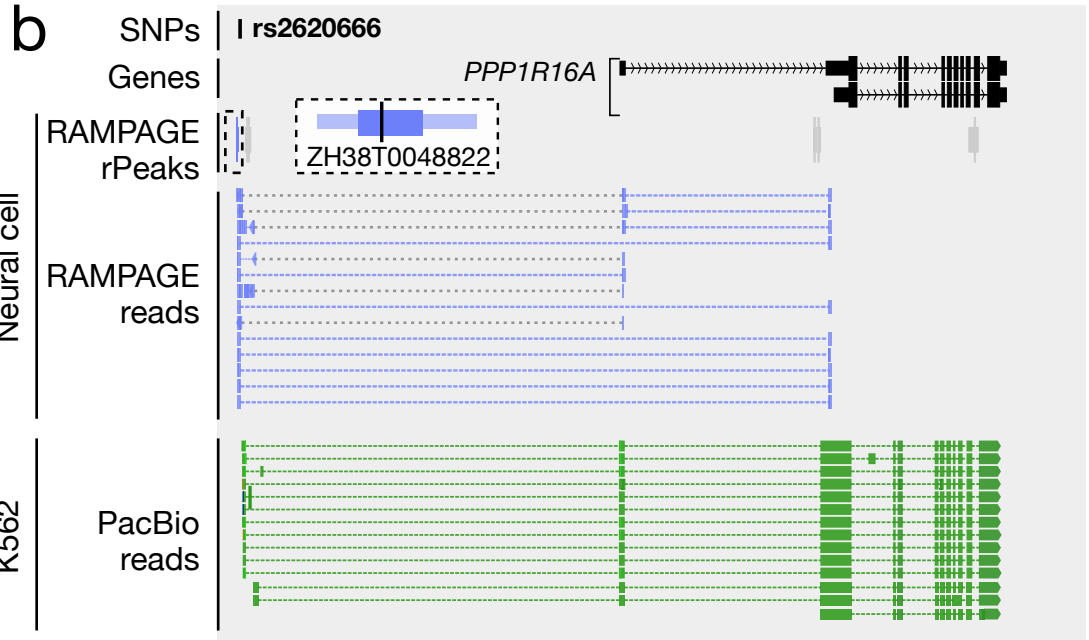 b
SNPs
rs2620666
Genes
PPP1R16A
RAMPAGE
rPeaks
ZH38T0048822
Neural cell
RAMPAGE
reads
K562
PacBio
reads